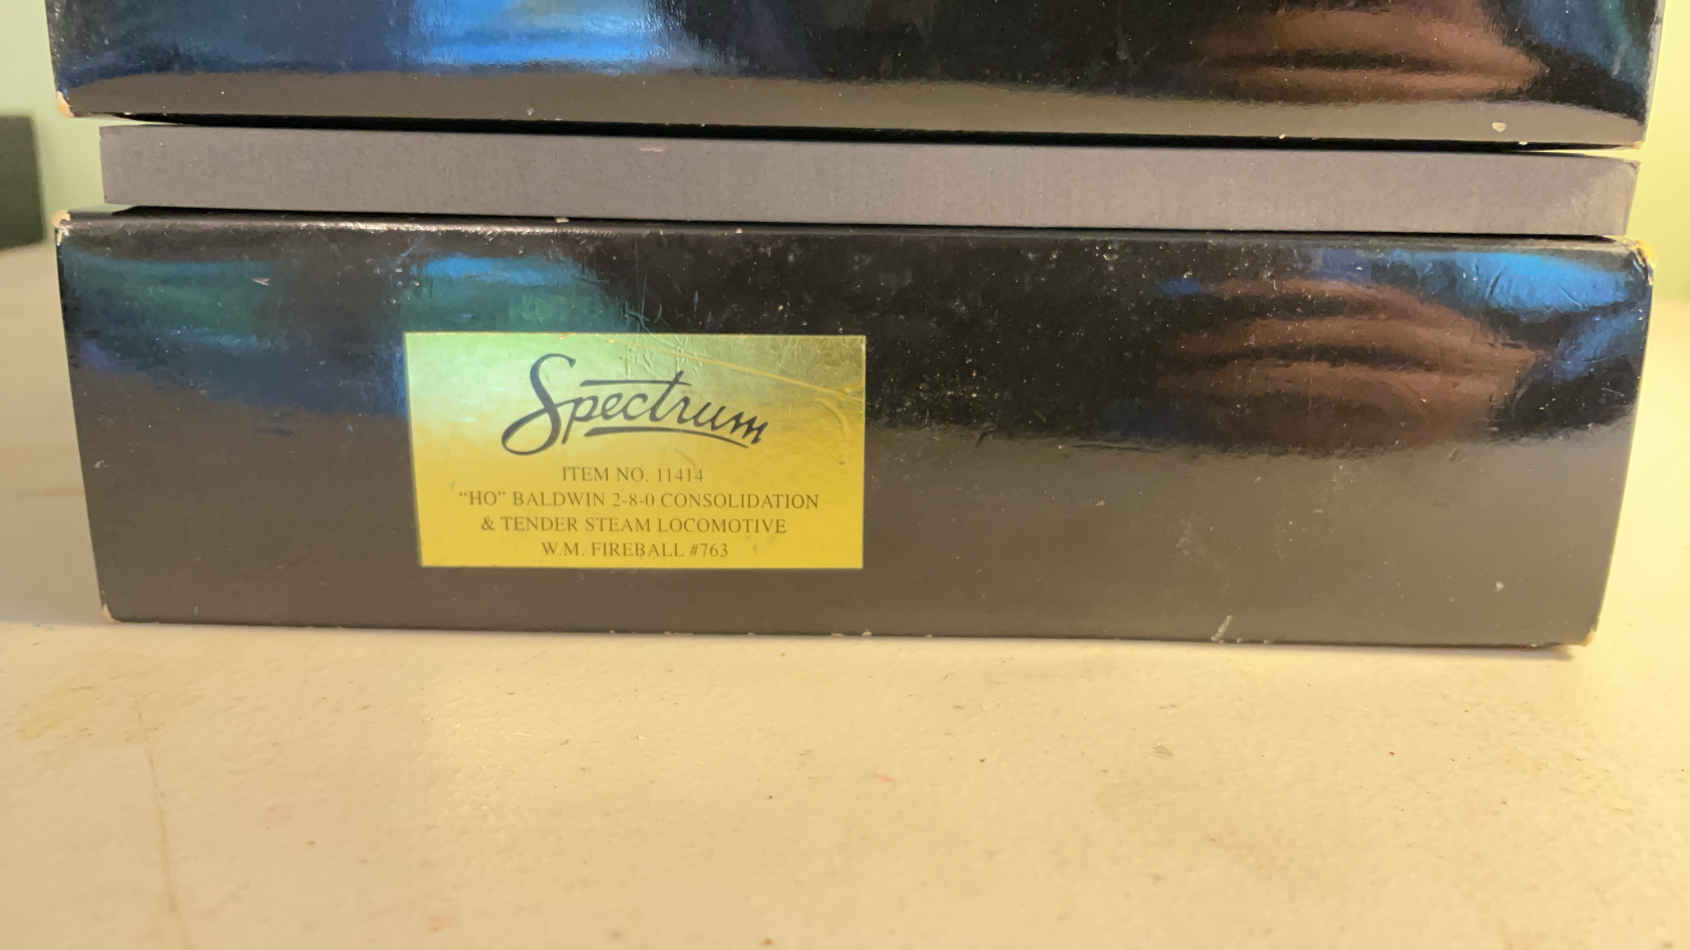 Spectrum
ITEM NO. 11414
“HO” BALDWIN 2-8-0 CONSOLIDATION
& TENDER STEAM LOCOMOTIVE
W.M. FIREBALL #763